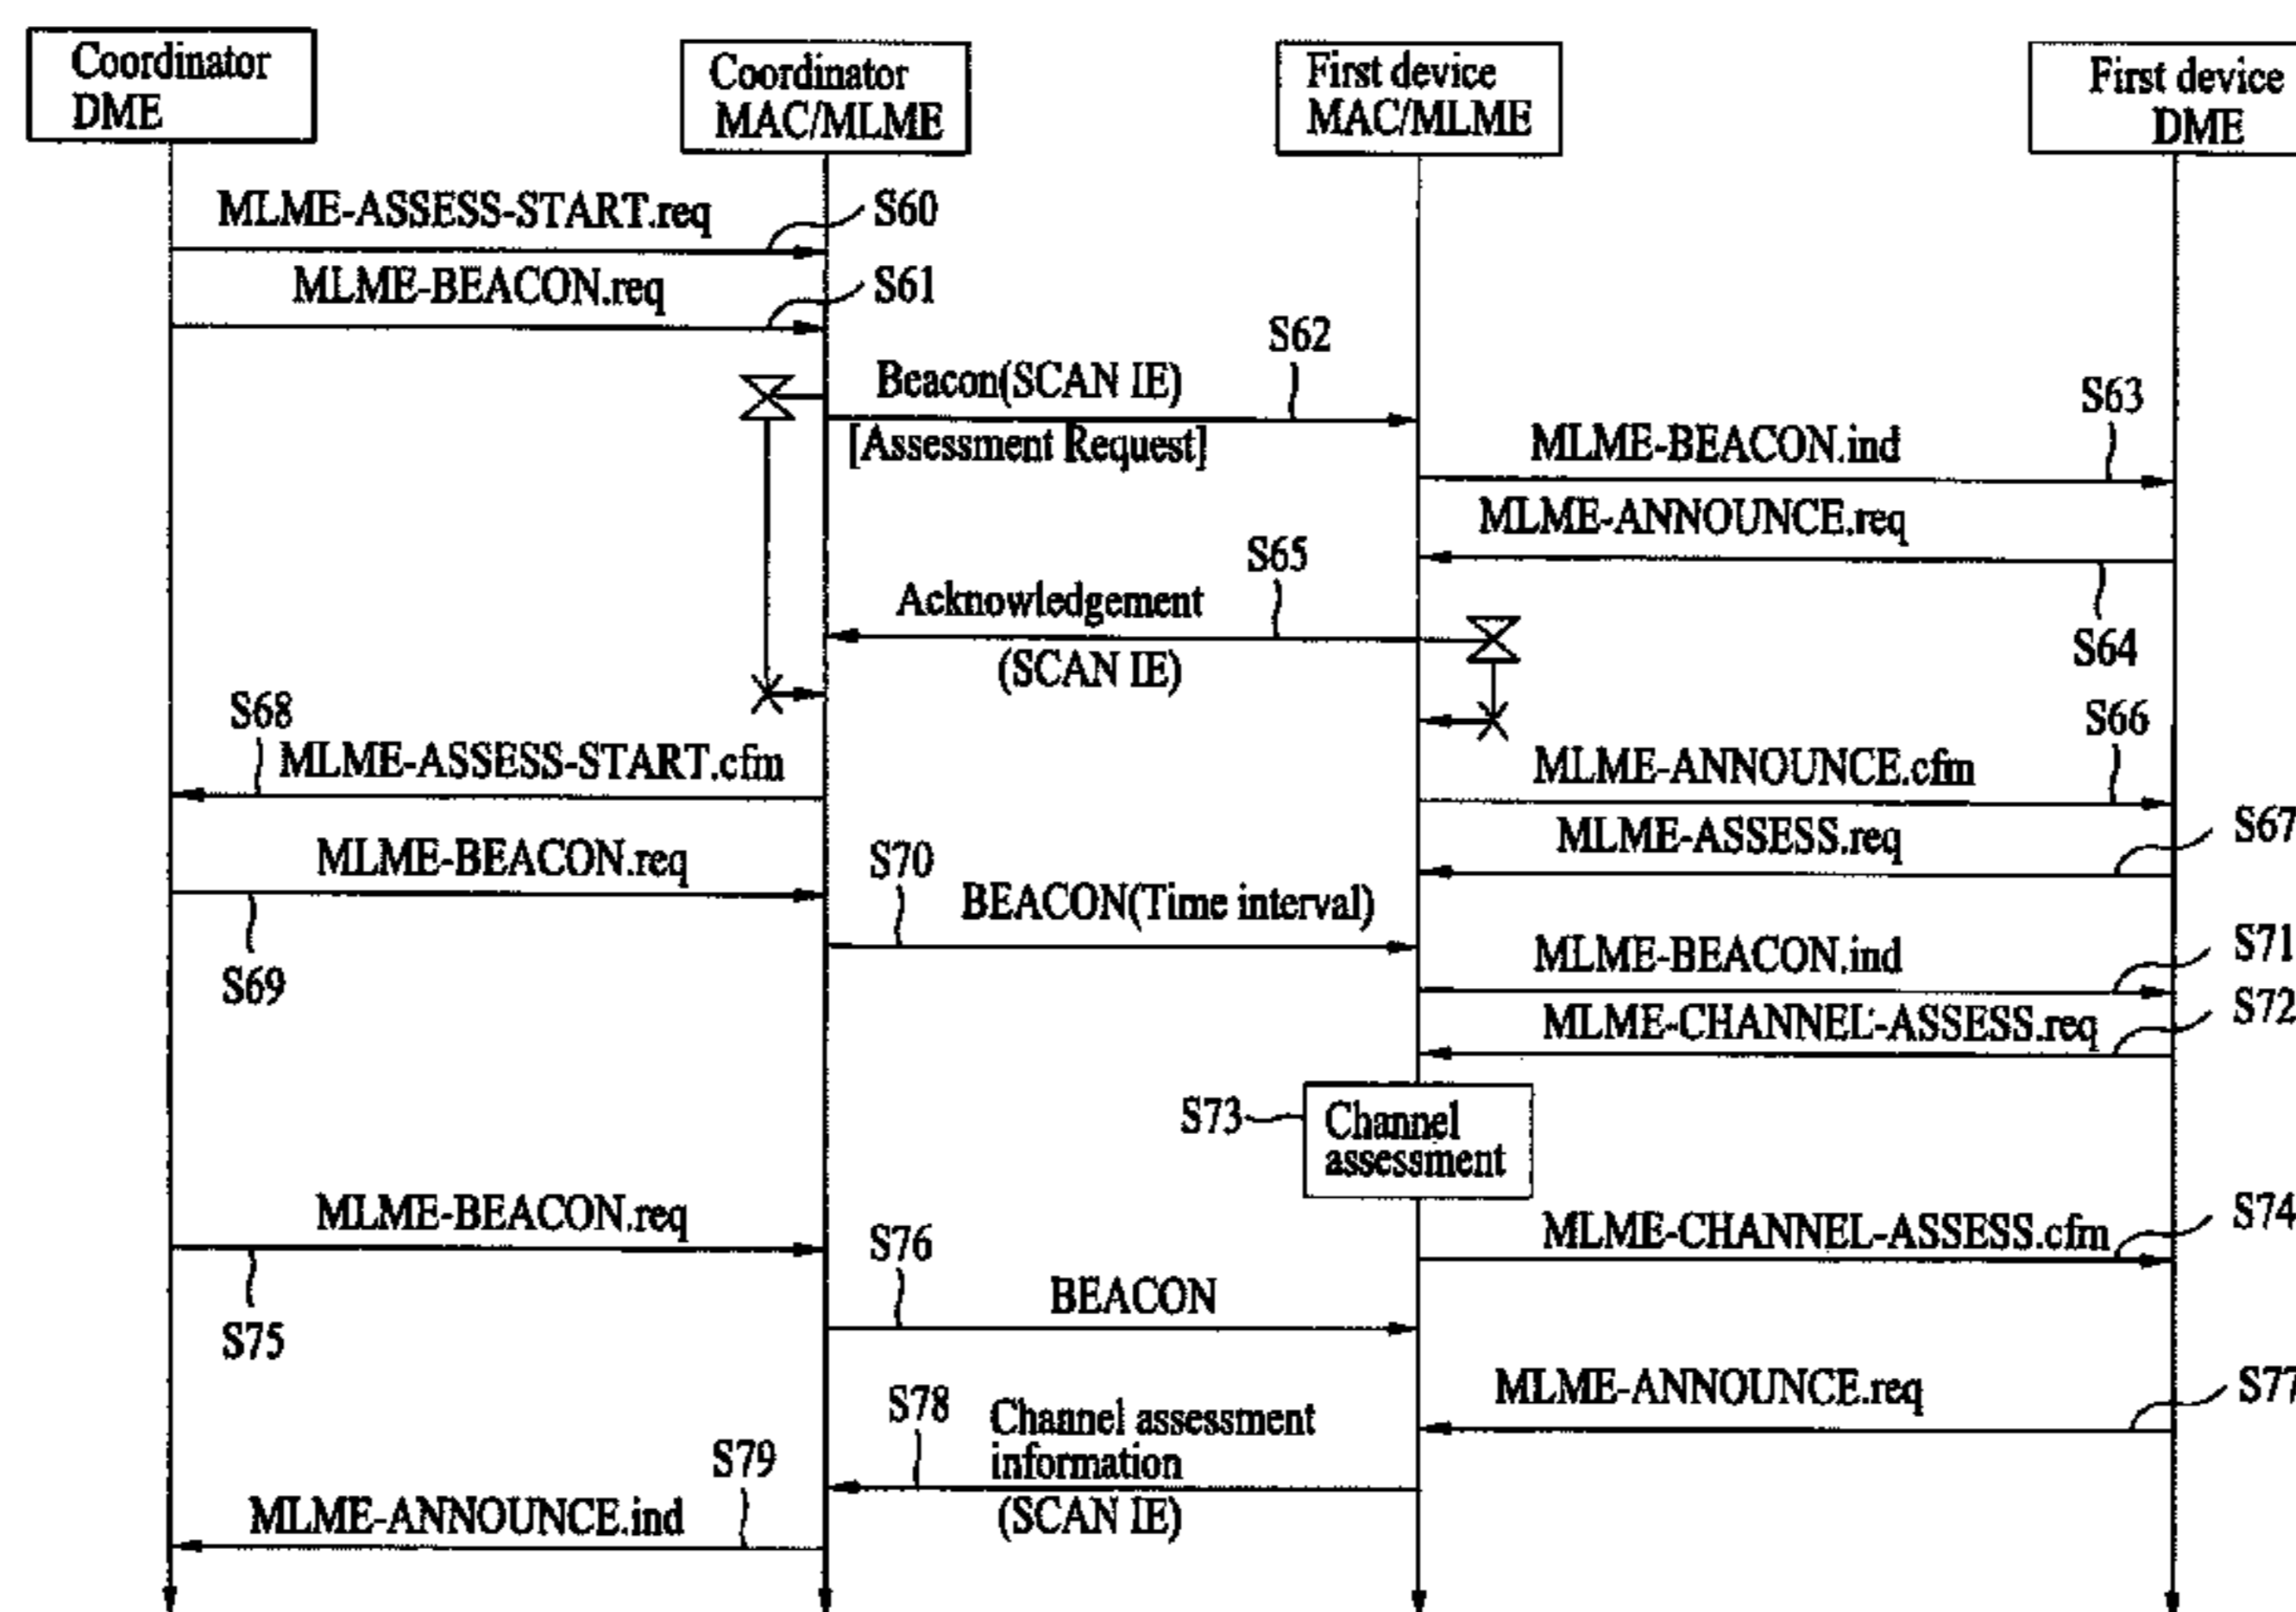 Coordinator
DME
Coordinator
MAC/MLME
First device
MAC/MLME
First device
DME
MLME-ASSESS-START.req
S60
MLME-BEACON.req
S61
S62
Beacon(SCAN IE)
[Assessment Request]
S63
MLME-BEACON.ind
MLME-ANNOUNCE.req
S64
S65
Acknowledgement
(SCAN IE)
S68
MLME-ASSESS-START.cfm
S66
MLME-ANNOUNCE.cfm
S67
MLME-ASSESS.req
MLME-BEACON.req
S69
S70
BEACON(Time interval)
S71
MLME-BEACON.ind
S72
MLME-CHANNEL-ASSESS.req
S73
Channel
assessment
MLME-BEACON.req
S75
S74
MLME-CHANNEL-ASSESS.cfm
S76
BEACON
S77
MLME-ANNOUNCE.req
S78
Channel assessment
information
(SCAN IE)
S79
MLME-ANNOUNCE.ind